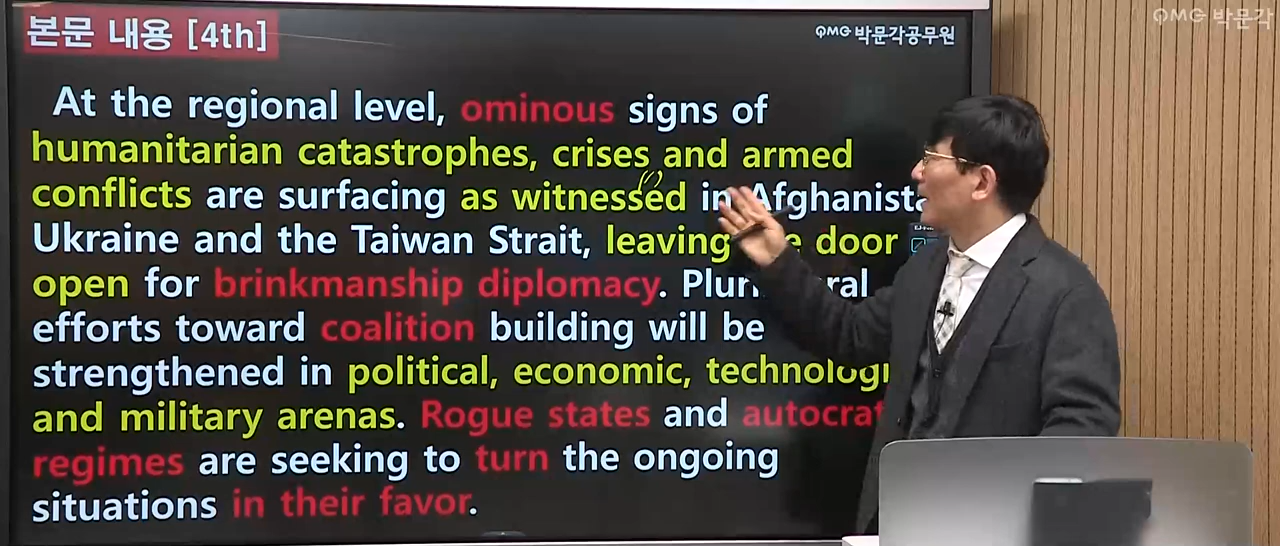 본문 내용 [4th]
QMG 박문각공무원
QMG 박문각
At the regional level, ominous signs of
humanitarian catastrophes, crises and armed
conflicts are surfacing as witnessed in
Ukraine and the Taiwan Strait, leaving door
open for brinkmanship diplomacy.
efforts toward coalition building will be
strengthened in political, economic,
and military arenas. Rogue states and
regimes are seeking to turn the ongoing
situations in their favor.